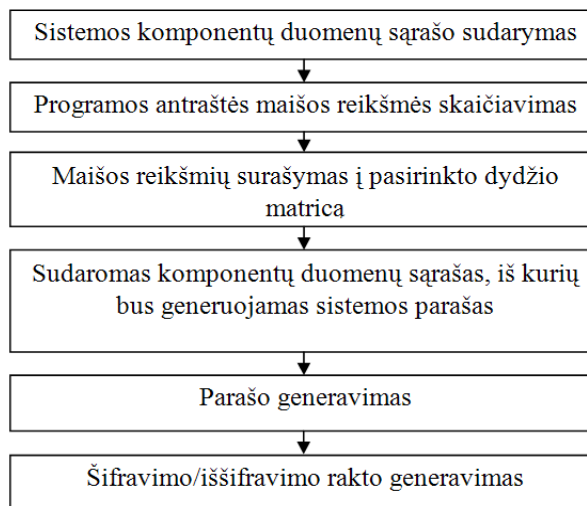 Sistemos komponentų duomenų sąrašo sudarymas
Programos antraštės maišos reikšmės skaičiavimas
Maišos reikšmių surašymas į pasirinkto dydžio
matricą
Sudaromas komponentų duomenų sąrašas, iš kurių
bus generuojamas sistemos parašas
Parašo generavimas
Šifravimo/iššifravimo rakto generavimas